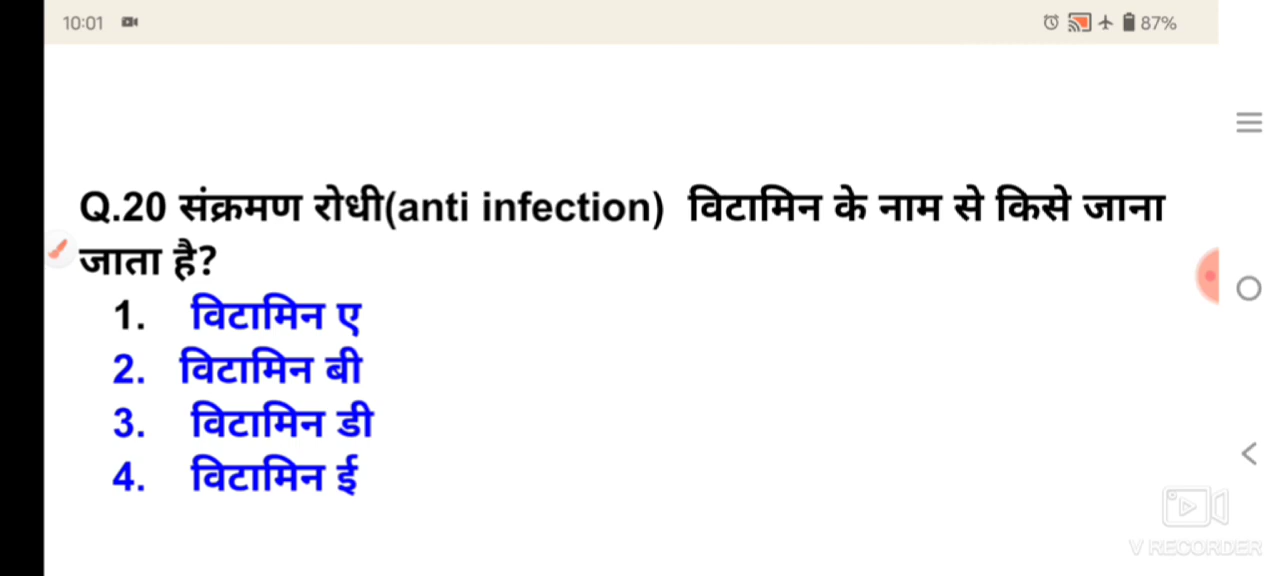 10:01 87%
Q.20 संक्रमण रोधी(anti infection) विटामिन के नाम से किसे जाना
जाता है?
1. विटामिन ए
2. विटामिन बी
3. विटामिन डी
4. विटामिन ई
V RECORDER